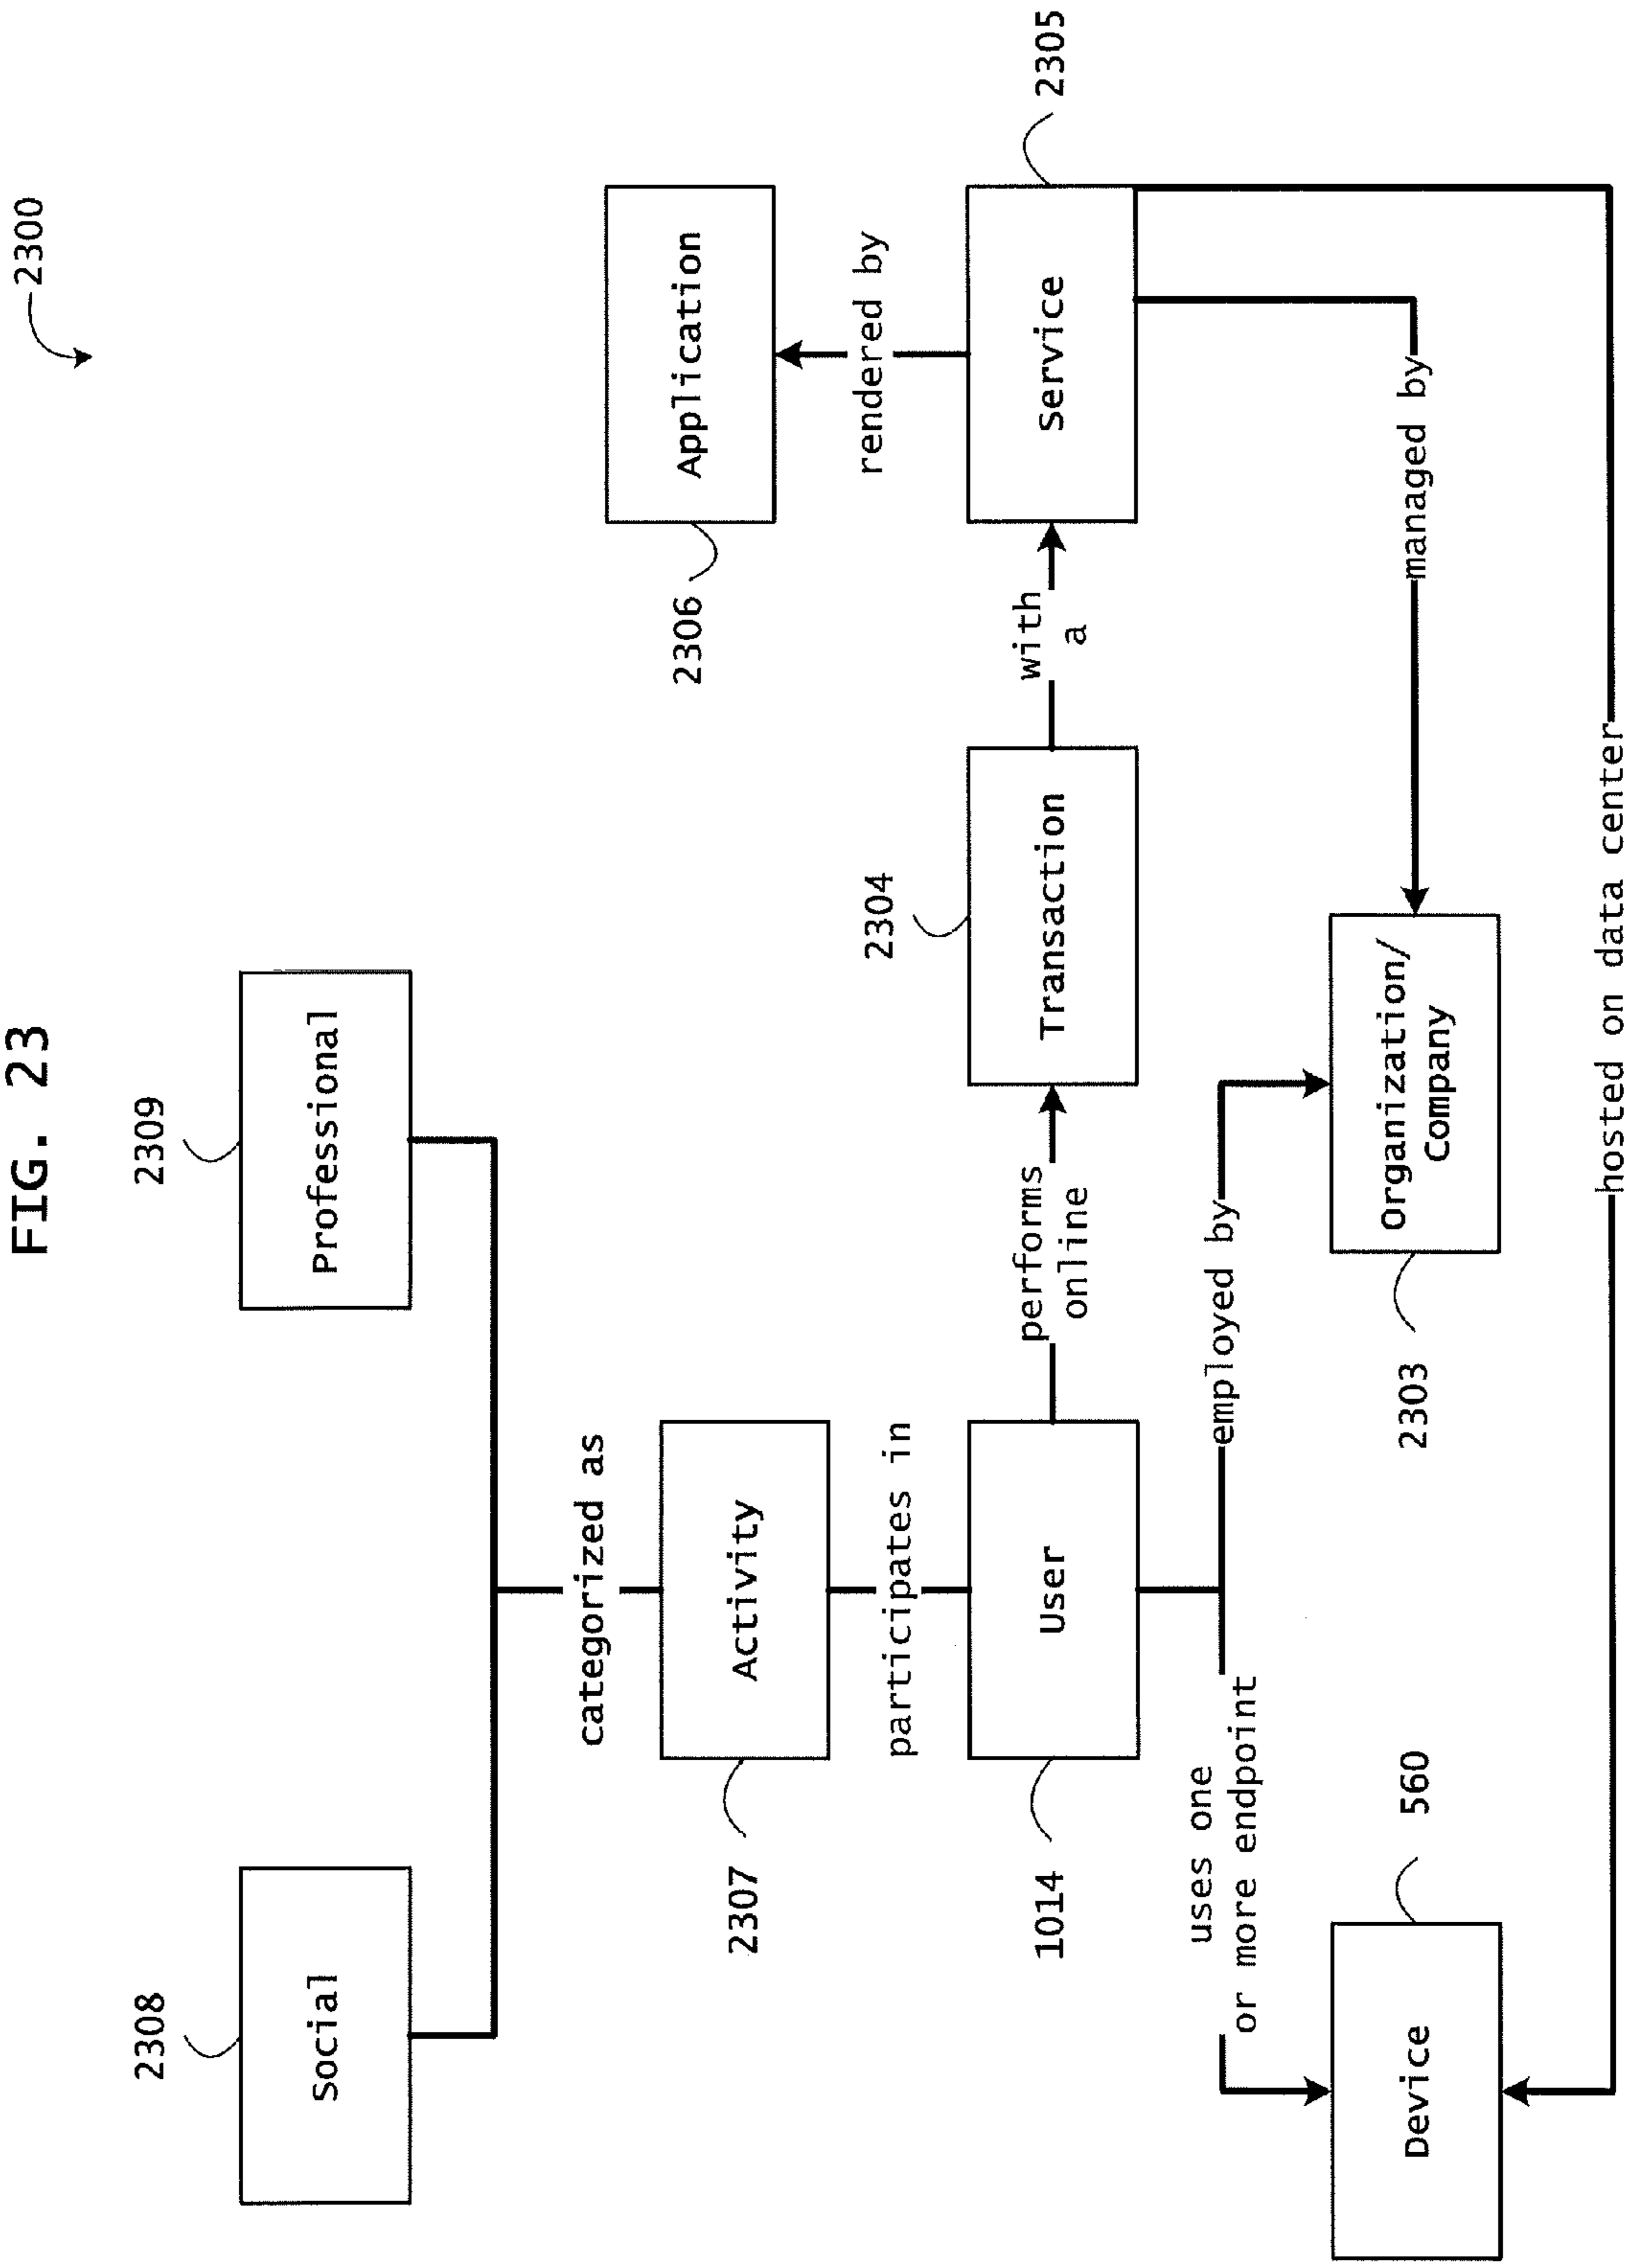 FIG. 23
2300
2308
Social
2309
Professional
categorized as
2307
Activity
2306
Application
participates in
rendered by
1014
User
performs
online
2304
Transaction
with
a
Service
2305
uses one
or more endpoint
employed by
managed by
Device
560
2303
Organization/
Company
hosted on data center